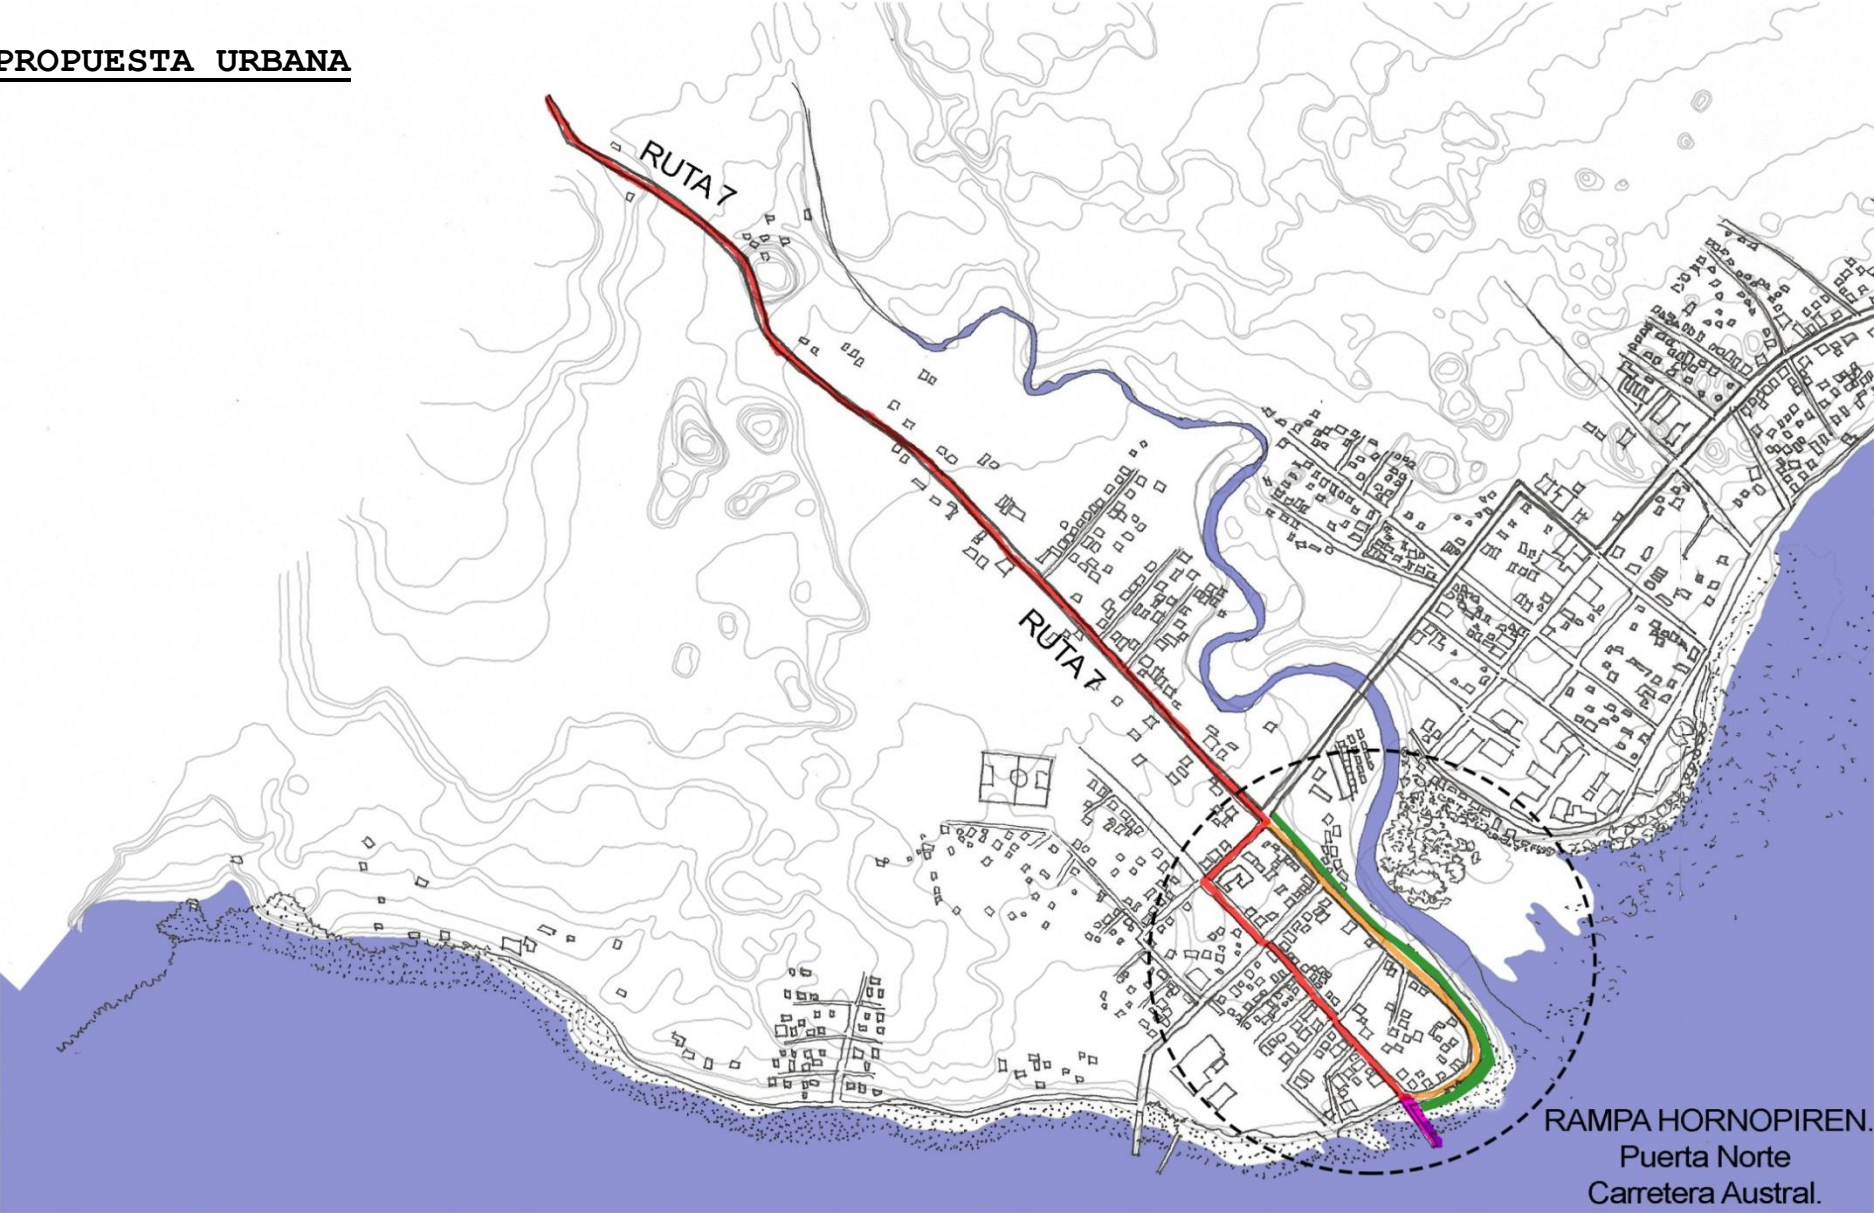 PROPUESTA URBANA
RUTA 7
RUTA 7
RAMPA HORNOPIREN.
Puerta Norte
Carretera Austral.